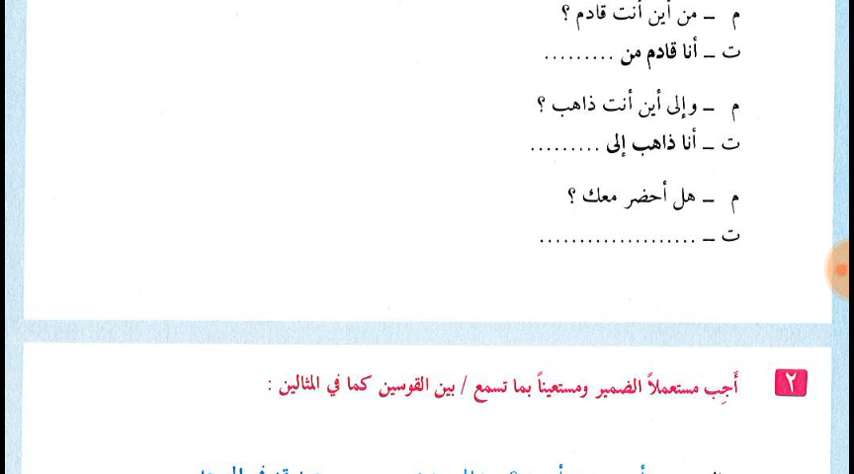 م – من أين أنت قادم ؟
ت – أنا قادم من .........
م – وإلى أين أنت ذاهب ؟
ت – أنا ذاهب إلى .........
م – هل أحضر معك ؟
ت – ....................
٢ أَجِب مستعملاً الضمير ومستعيناً بما تسمع / بين القوسين كما في المثالين :